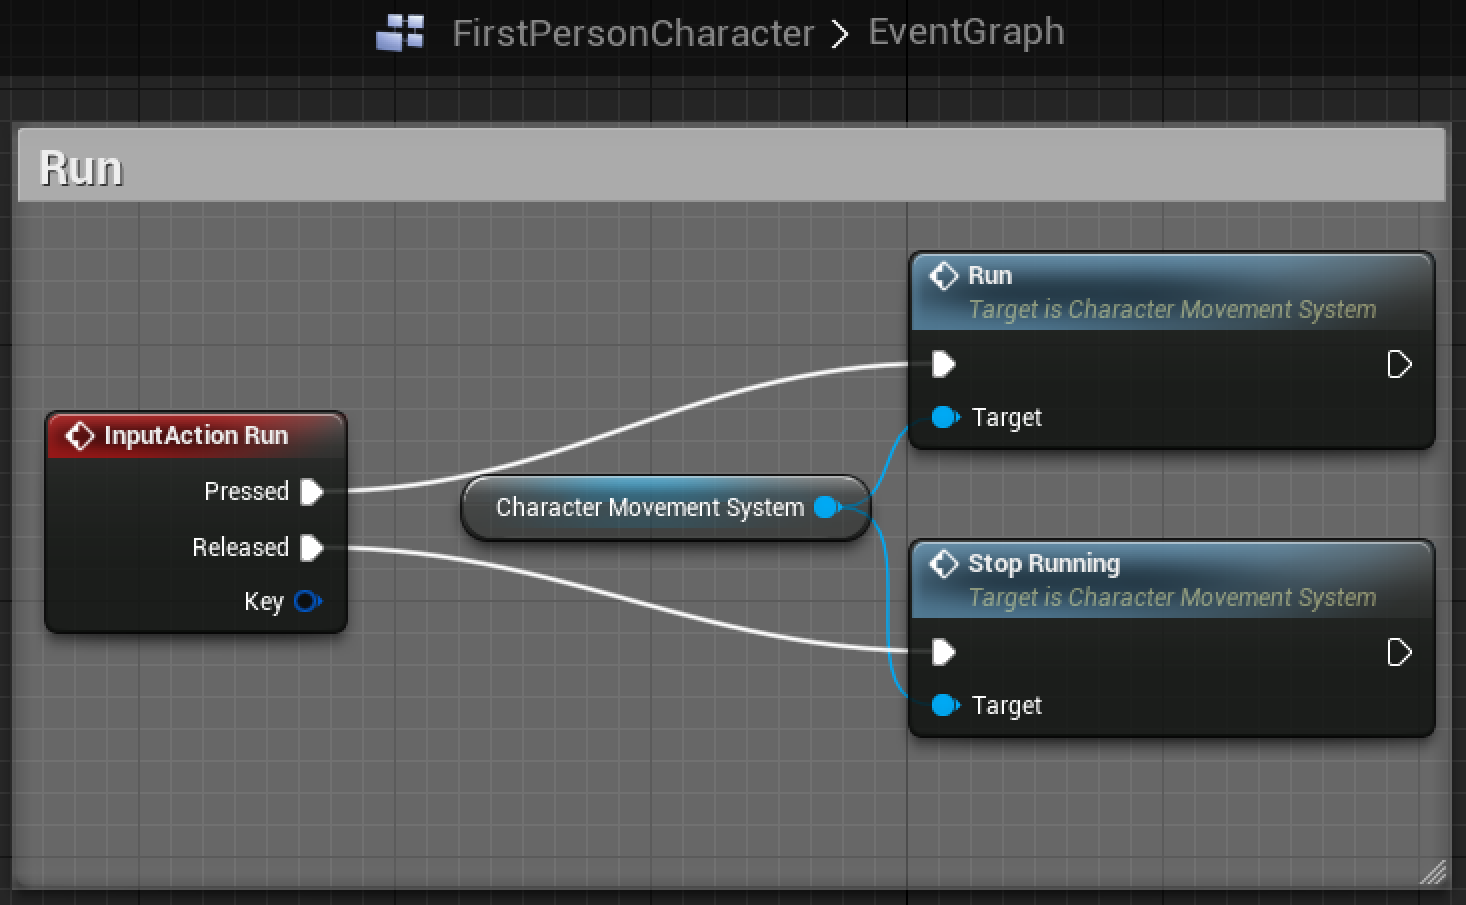 FirstPersonCharacter > EventGraph
Run
Run
Target is Character Movement System
Target
InputAction Run
Pressed
Released
Key
Character Movement System
Stop Running
Target is Character Movement System
Target